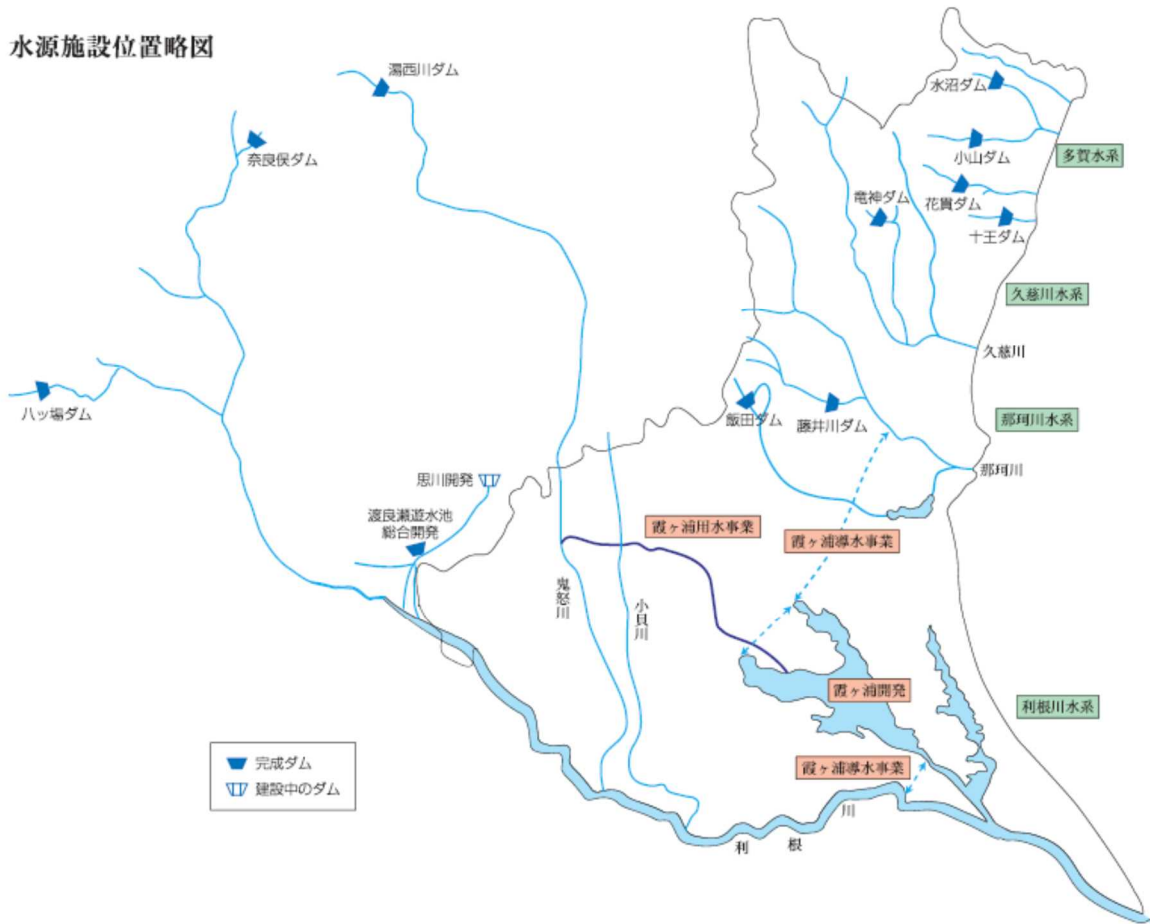 水源施設位置略図
湯西川ダム
水沼ダム
奈良俣ダム
小山ダム
多賀水系
竜神ダム
花貫ダム
十王ダム
久慈川水系
久慈川
八ッ場ダム
飯田ダム
藤井川ダム
那珂川水系
那珂川
思川開発
渡良瀬遊水池
総合開発
霞ヶ浦用水事業
霞ヶ浦導水事業
鬼怒川
小貝川
霞ヶ浦開発
利根川水系
霞ヶ浦導水事業
完成ダム
建設中のダム
利根川